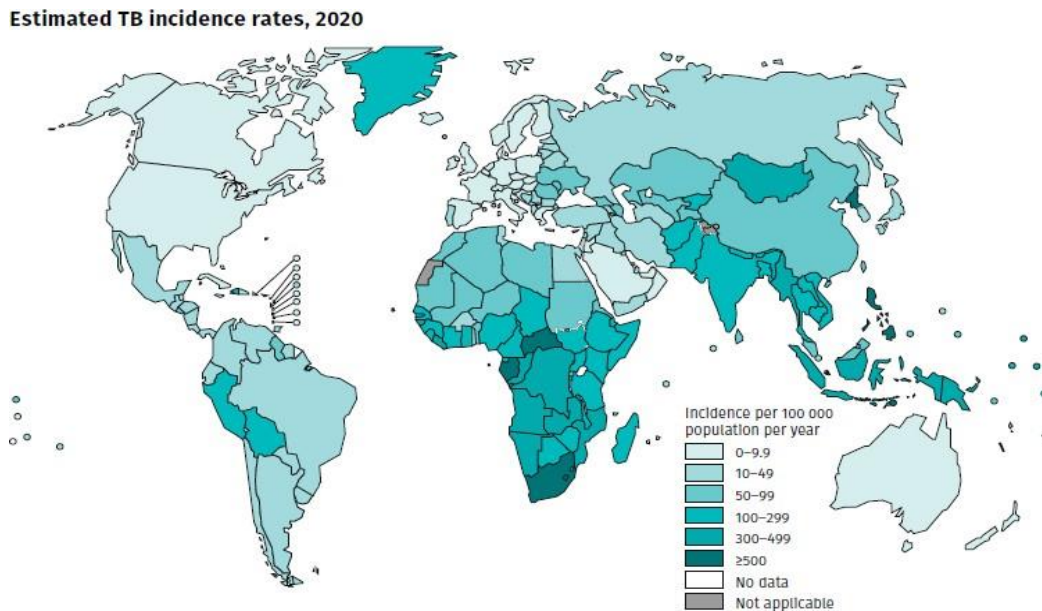 Estimated TB incidence rates, 2020
Incidence per 100 000
population per year
0–9.9
10–49
50–99
100–299
300–499
≥500
No data
Not applicable